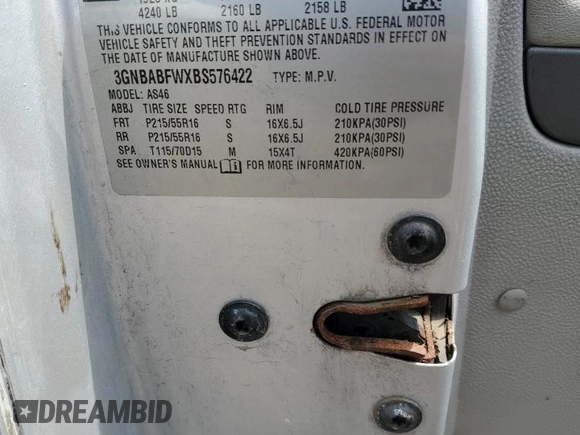 4240 LB 2160 LB 2158 LB
THIS VEHICLE CONFORMS TO ALL APPLICABLE U.S. FEDERAL MOTOR
VEHICLE SAFETY AND THEFT PREVENTION STANDARDS IN EFFECT ON
THE DATE OF MANUFACTURE SHOWN ABOVE.
3GNBABFWXBS576422 TYPE: M.P.V.
MODEL: AS46
ABBJ TIRE SIZE SPEED RTG RIM COLD TIRE PRESSURE
FRT P215/55R16 S 16X6.5J 210KPA(30PSI)
RR P215/55R16 S 16X6.5J 210KPA(30PSI)
SPA T115/70D15 M 15X4T 420KPA(60PSI)
SEE OWNER'S MANUAL FOR MORE INFORMATION.
DREAMBID